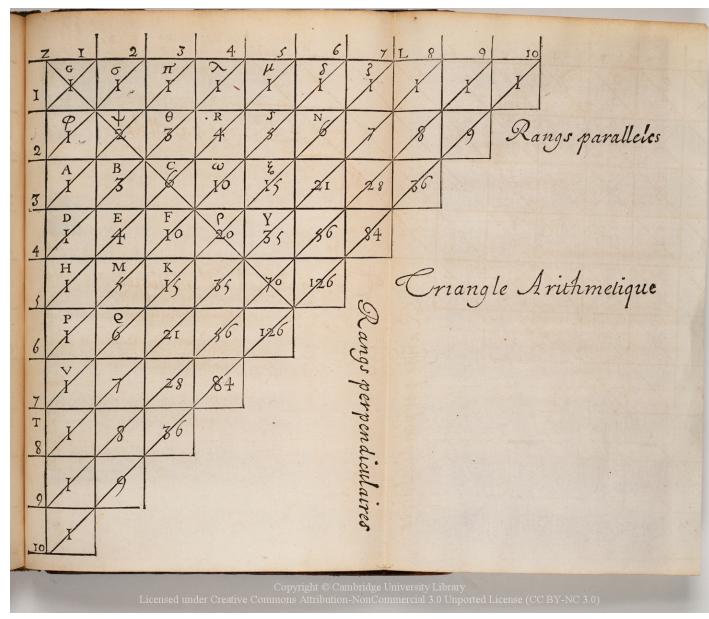 Z 1 2 3 4 5 6 7 L 8 9 10
G σ π λ μ δ ζ
1 1 1 1 1 1 1 1 1 1 1
φ ψ θ R S N
2 1 2 3 4 5 6 7 8 9 Rangs paralleles
A B C ω ξ
3 1 3 6 10 15 21 28 36
D E F ρ Y
4 1 4 10 20 35 56 84
H M K
5 1 5 15 35 70 126 Triangle Arithmetique
P Q
6 1 6 21 56 126
V
7 1 7 28 84
T
8 1 8 36
9 1 9
10 1
Rangs perpendiculaires
Copyright © Cambridge University Library
Licensed under Creative Commons Attribution-NonCommercial 3.0 Unported License (CC BY-NC 3.0)